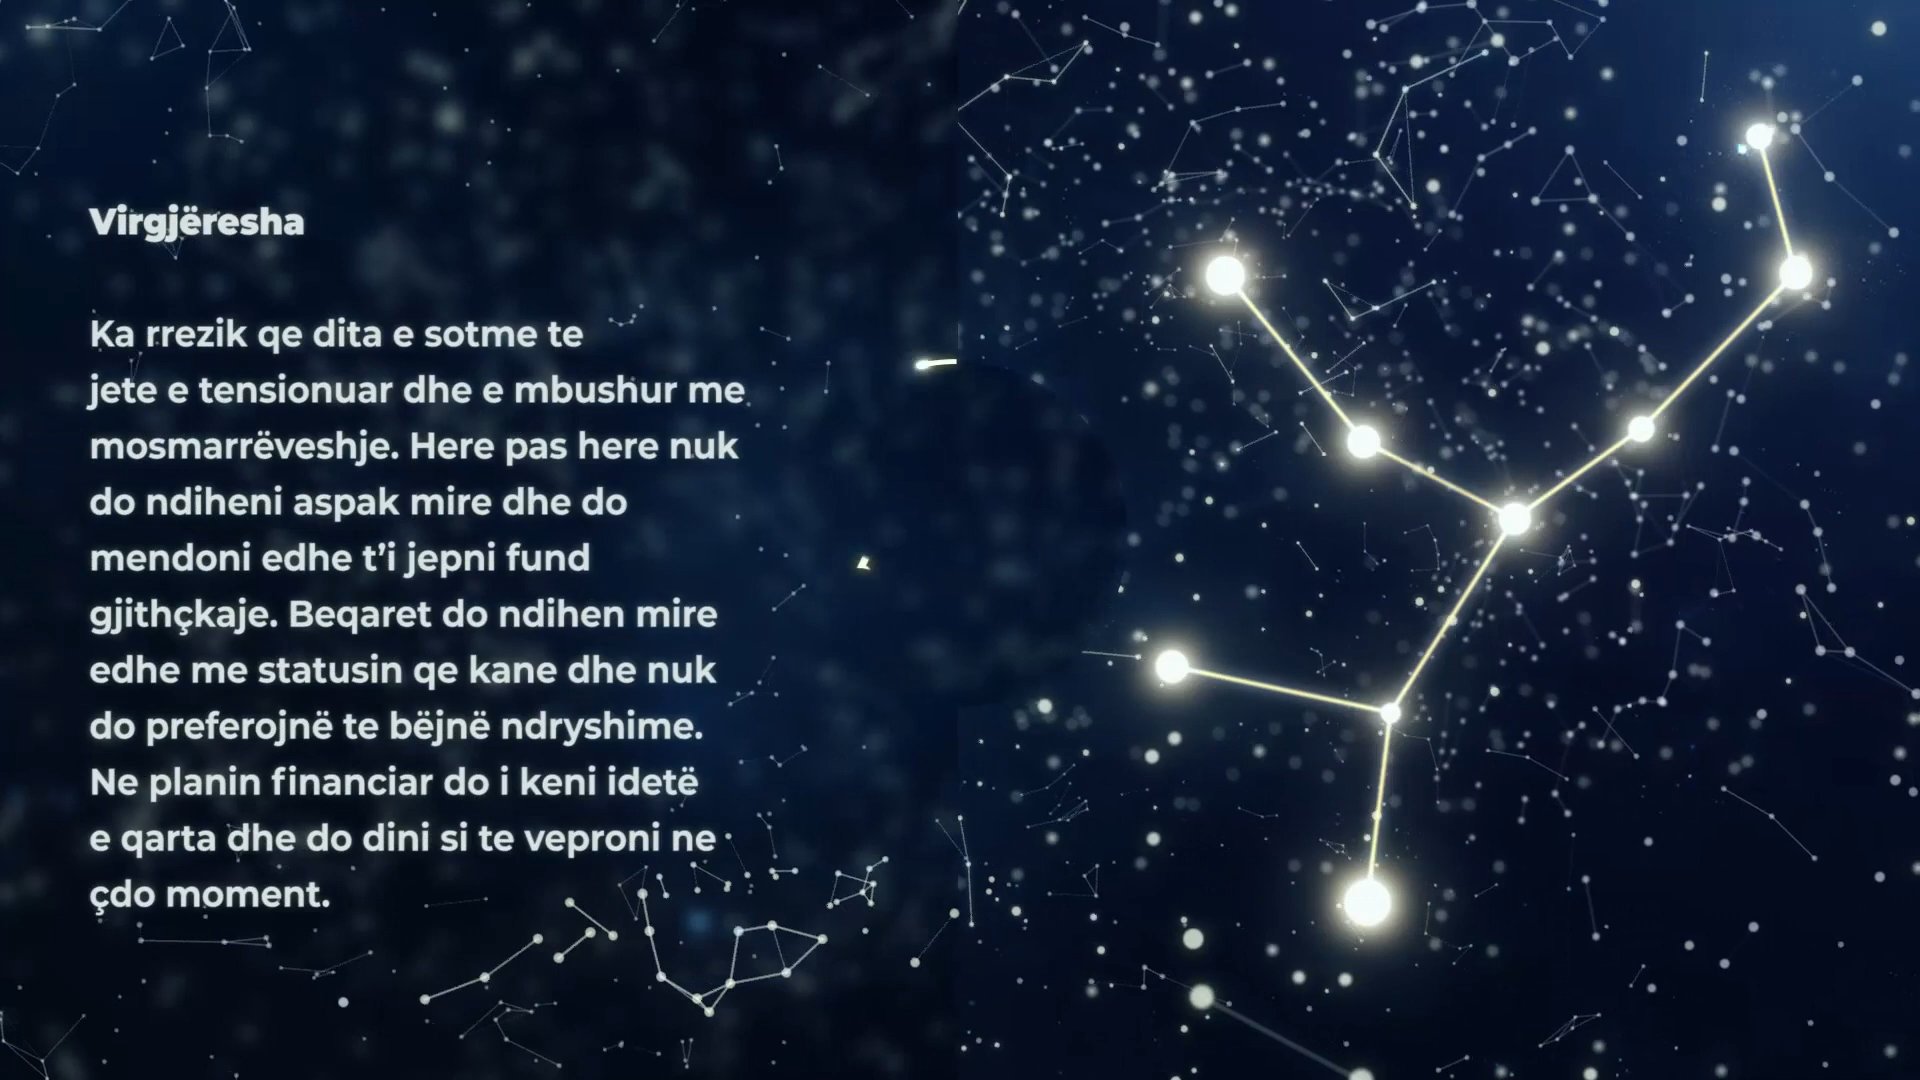 Virgjëresha
Ka rrezik qe dita e sotme te
jete e tensionuar dhe e mbushur me
mosmarrëveshje. Here pas here nuk
do ndiheni aspak mire dhe do
mendoni edhe t’i jepni fund
gjithçkaje. Beqaret do ndihen mire
edhe me statusin qe kane dhe nuk
do preferojnë te bëjnë ndryshime.
Ne planin financiar do i keni idetë
e qarta dhe do dini si te veproni ne
çdo moment.